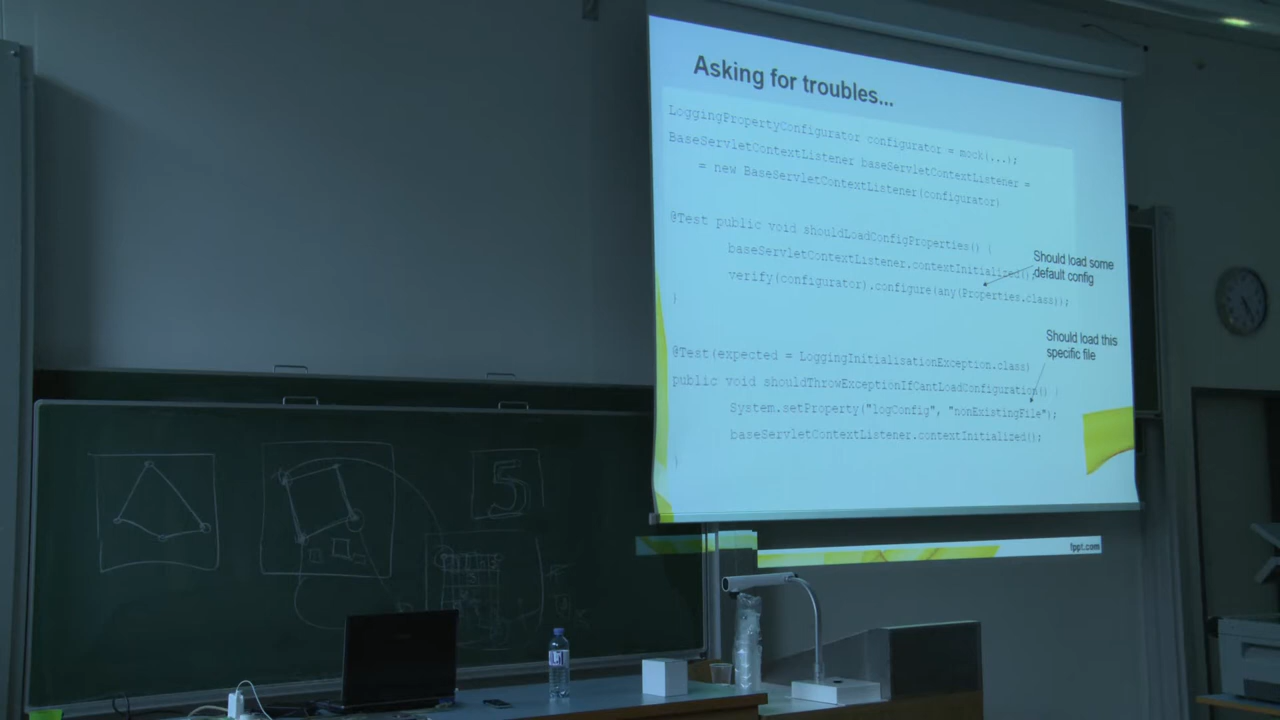 Asking for troubles...
LoggingPropertyConfigurator configurator = mock(...);
BaseServletContextListener baseServletContextListener =
= new BaseServletContextListener(configurator)
@Test public void shouldLoadConfigProperties() {
baseServletContextListener.contextInitialized();
verify(configurator).configure(any(Properties.class));
}
Should load some
default config
@Test(expected = LoggingInitialisationException.class)
public void shouldThrowExceptionIfCantLoadConfiguration() {
System.setProperty("logConfig", "nonExistingFile");
baseServletContextListener.contextInitialized();
}
Should load this
specific file
fppt.com
5